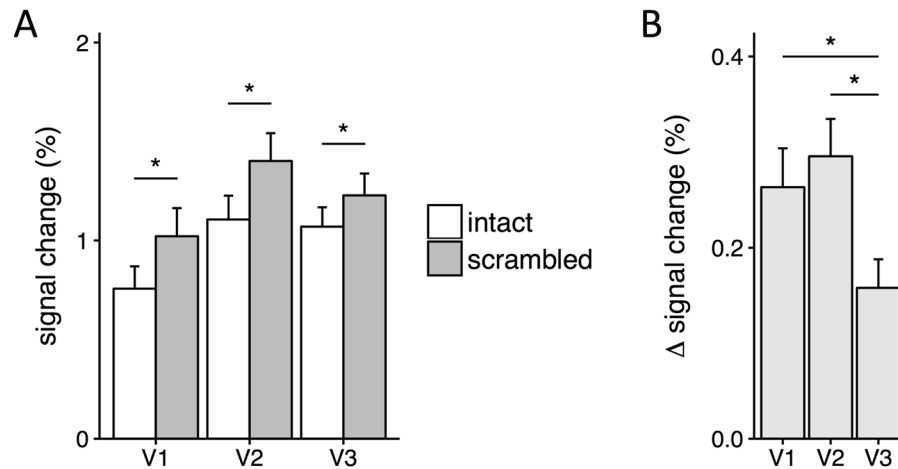 A
signal change (%)
2
1
0
*
*
*
V1
V2
V3
intact
scrambled
B
Δ signal change (%)
0.4
0.2
0.0
*
*
V1
V2
V3